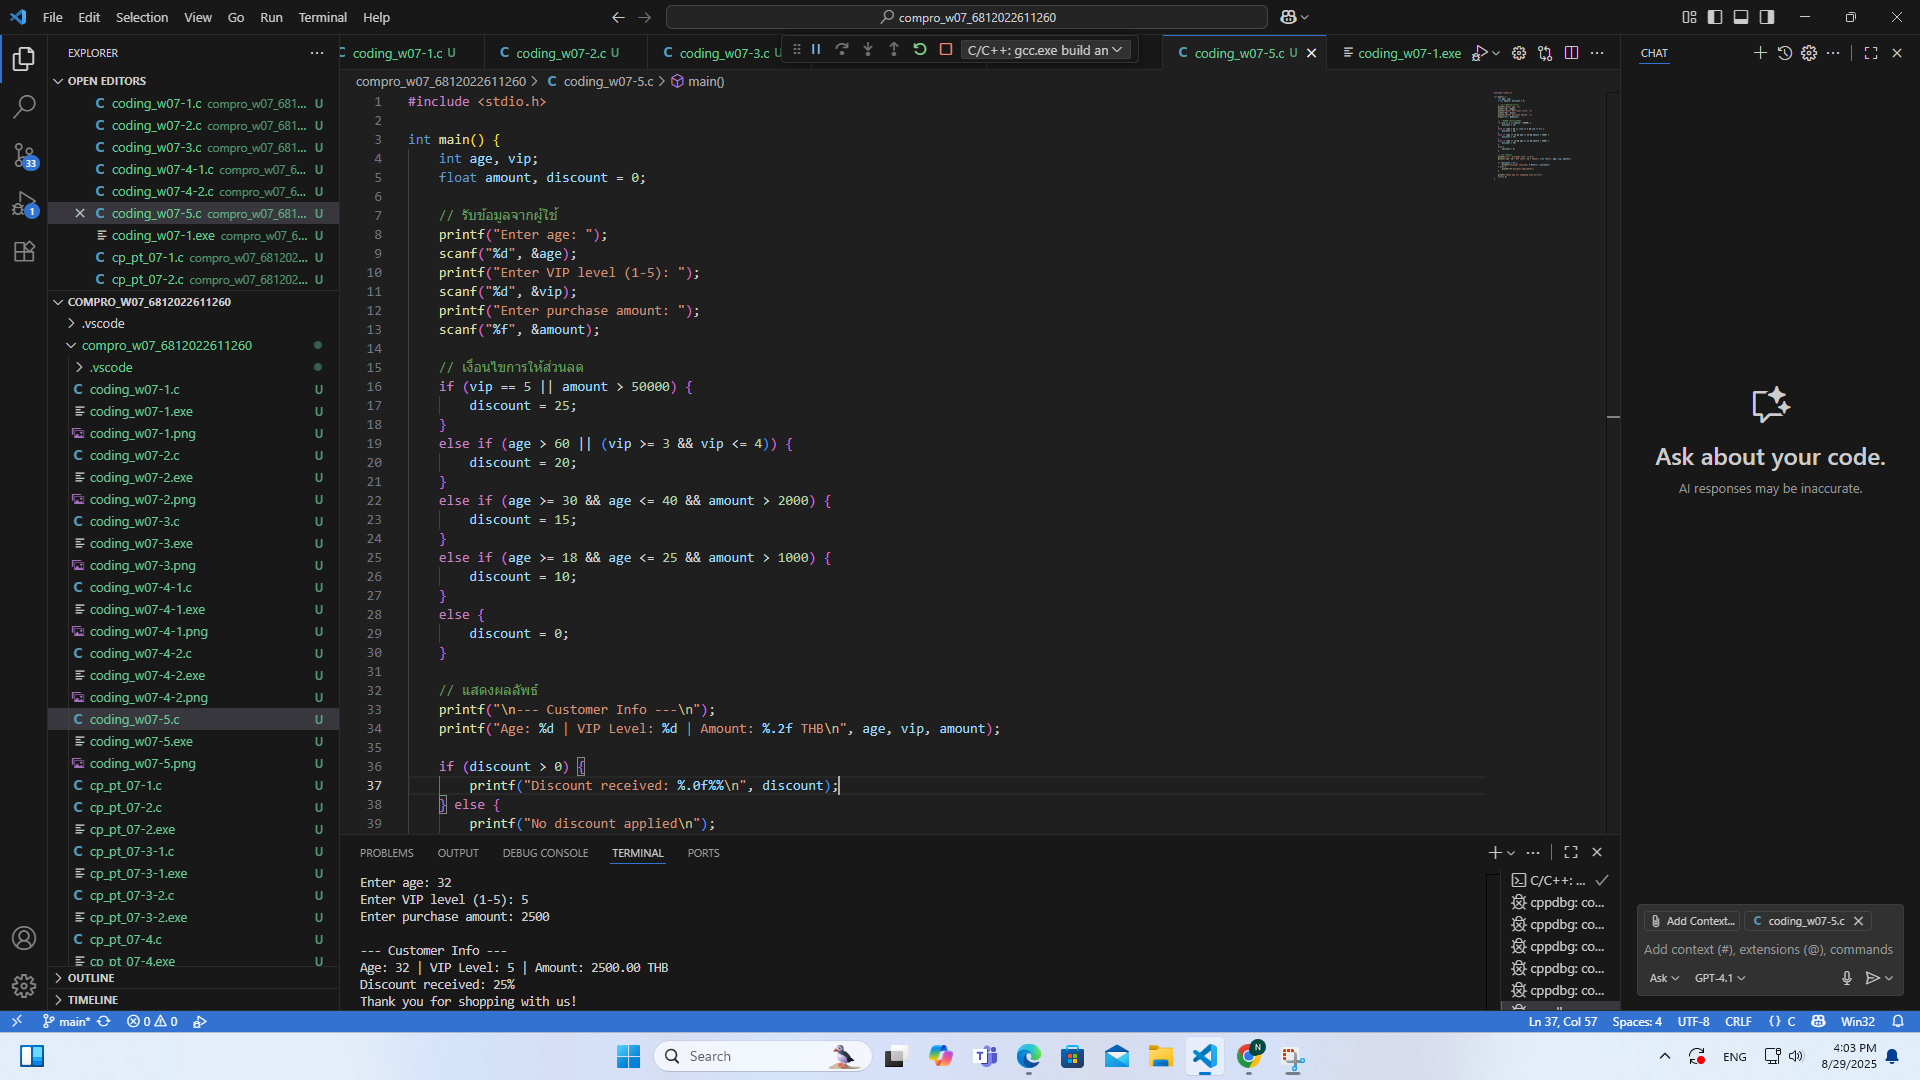 File Edit Selection View Go Run Terminal Help
compro_w07_6812022611260
EXPLORER
OPEN EDITORS
coding_w07-1.c compro_w07_681... U
coding_w07-2.c compro_w07_681... U
coding_w07-3.c compro_w07_681... U
coding_w07-4-1.c compro_w07_6... U
coding_w07-4-2.c compro_w07_6... U
coding_w07-5.c compro_w07_681... U
coding_w07-1.exe compro_w07_6... U
cp_pt_07-1.c compro_w07_681202... U
cp_pt_07-2.c compro_w07_681202... U
33
1
COMPRO_W07_6812022611260
.vscode
compro_w07_6812022611260
.vscode
coding_w07-1.c U
coding_w07-1.exe U
coding_w07-1.png U
coding_w07-2.c U
coding_w07-2.exe U
coding_w07-2.png U
coding_w07-3.c U
coding_w07-3.exe U
coding_w07-3.png U
coding_w07-4-1.c U
coding_w07-4-1.exe U
coding_w07-4-1.png U
coding_w07-4-2.c U
coding_w07-4-2.exe U
coding_w07-4-2.png U
coding_w07-5.c U
coding_w07-5.exe U
coding_w07-5.png U
cp_pt_07-1.c U
cp_pt_07-2.c U
cp_pt_07-2.exe U
cp_pt_07-3-1.c U
cp_pt_07-3-1.exe U
cp_pt_07-3-2.c U
cp_pt_07-3-2.exe U
cp_pt_07-4.c U
cp_pt_07-4.exe U
OUTLINE
TIMELINE
coding_w07-1.c U coding_w07-2.c U coding_w07-3.c U C/C++: gcc.exe build an coding_w07-5.c U coding_w07-1.exe
compro_w07_6812022611260 > coding_w07-5.c > main()
1 #include <stdio.h>
2
3 int main() {
4 int age, vip;
5 float amount, discount = 0;
6
7 // รับข้อมูลจากผู้ใช้
8 printf("Enter age: ");
9 scanf("%d", &age);
10 printf("Enter VIP level (1-5): ");
11 scanf("%d", &vip);
12 printf("Enter purchase amount: ");
13 scanf("%f", &amount);
14
15 // เงื่อนไขการให้ส่วนลด
16 if (vip == 5 || amount > 50000) {
17 discount = 25;
18 }
19 else if (age > 60 || (vip >= 3 && vip <= 4)) {
20 discount = 20;
21 }
22 else if (age >= 30 && age <= 40 && amount > 2000) {
23 discount = 15;
24 }
25 else if (age >= 18 && age <= 25 && amount > 1000) {
26 discount = 10;
27 }
28 else {
29 discount = 0;
30 }
31
32 // แสดงผลลัพธ์
33 printf("\n--- Customer Info ---\n");
34 printf("Age: %d | VIP Level: %d | Amount: %.2f THB\n", age, vip, amount);
35
36 if (discount > 0) {
37 printf("Discount received: %.0f%%\n", discount);
38 } else {
39 printf("No discount applied\n");
PROBLEMS OUTPUT DEBUG CONSOLE TERMINAL PORTS
Enter age: 32
Enter VIP level (1-5): 5
Enter purchase amount: 2500
--- Customer Info ---
Age: 32 | VIP Level: 5 | Amount: 2500.00 THB
Discount received: 25%
Thank you for shopping with us!
C/C++: ...
cppdbg: co...
cppdbg: co...
cppdbg: co...
cppdbg: co...
cppdbg: co...
CHAT
Ask about your code.
AI responses may be inaccurate.
Add Context... coding_w07-5.c
Add context (#), extensions (@), commands
Ask GPT-4.1
main* 0 0
Ln 37, Col 57 Spaces: 4 UTF-8 CRLF {} C Win32
Search
N
ENG
4:03 PM
8/29/2025